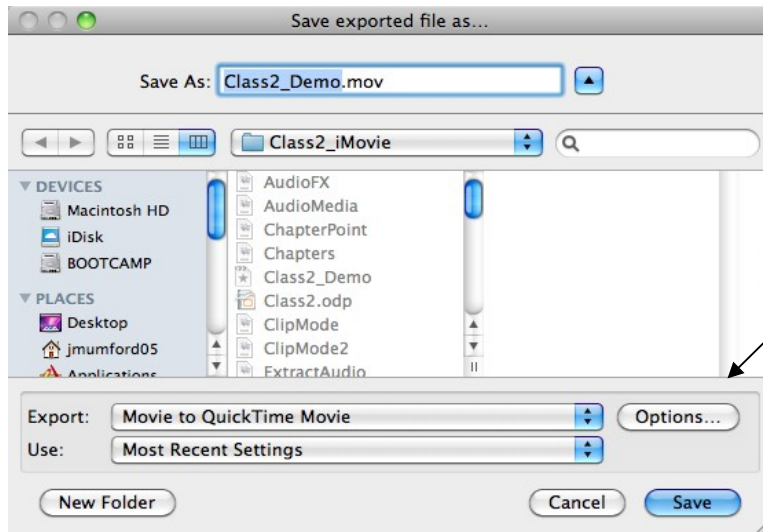 Save exported file as...
Save As: Class2_Demo.mov
Class2_iMovie
DEVICES
Macintosh HD
iDisk
BOOTCAMP
PLACES
Desktop
jmumford05
Applications
AudioFX
AudioMedia
ChapterPoint
Chapters
Class2_Demo
Class2.odp
ClipMode
ClipMode2
ExtractAudio
Export: Movie to QuickTime Movie Options...
Use: Most Recent Settings
New Folder Cancel Save